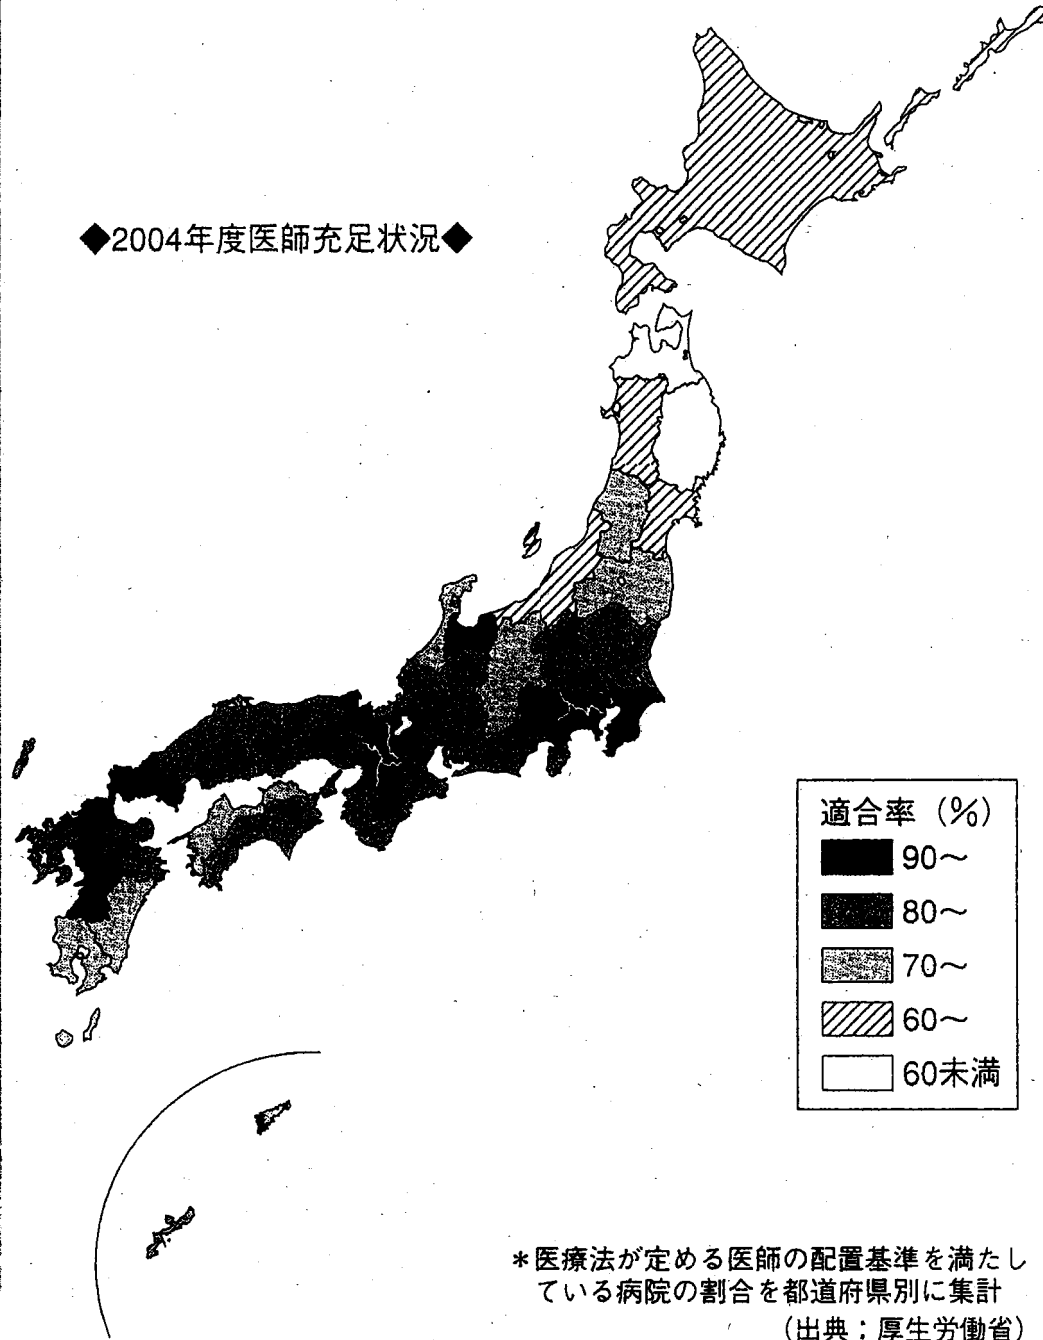 ◆2004年度医師充足状況◆
適合率（%）
90～
80～
70～
60～
60未満
＊医療法が定める医師の配置基準を満たし
ている病院の割合を都道府県別に集計
（出典；厚生労働省）